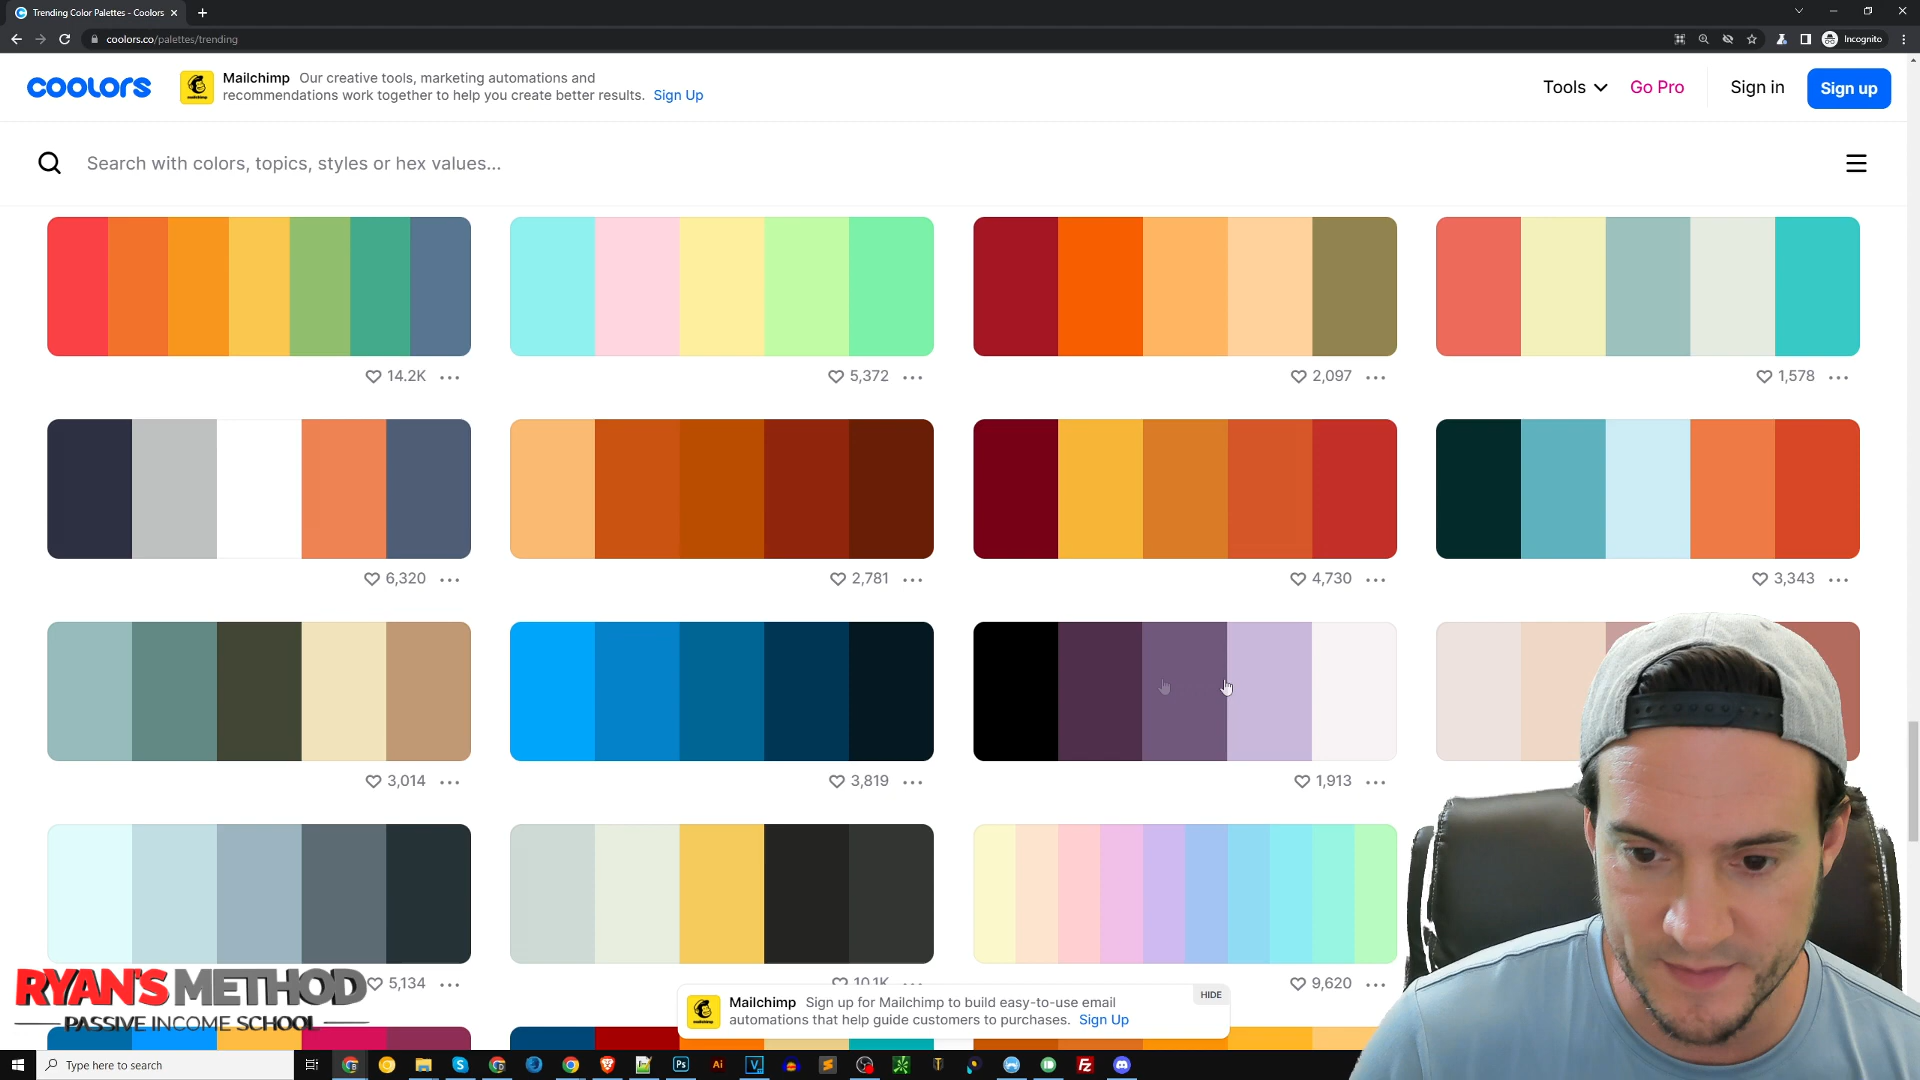 Trending Color Palettes - Coolors
coolors.co/palettes/trending
Incognito
coolors
Mailchimp Our creative tools, marketing automations and
recommendations work together to help you create better results. Sign Up
Tools
Go Pro
Sign in
Sign up
Search with colors, topics, styles or hex values...
14.2K
5,372
2,097
1,578
6,320
2,781
4,730
3,343
3,014
3,819
1,913
5,134
10.1K
9,620
RYAN'S METHOD
PASSIVE INCOME SCHOOL
Mailchimp Sign up for Mailchimp to build easy-to-use email
automations that help guide customers to purchases. Sign Up
HIDE
Type here to search
Ps
Ai
V
Fz